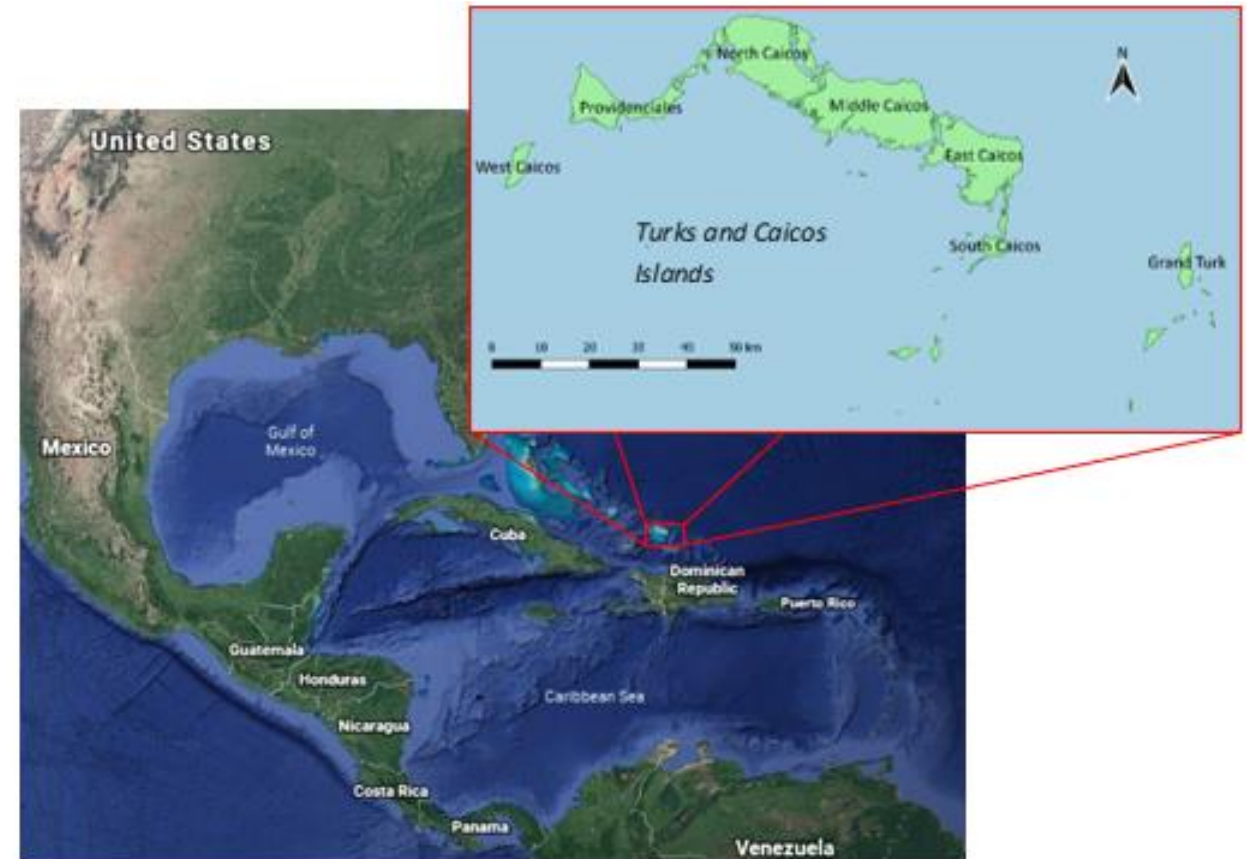 N
North Caicos
Providenciales
Middle Caicos
East Caicos
West Caicos
Turks and Caicos
Islands
South Caicos
Grand Turk
0 10 20 30 40 50 km
United States
Mexico
Gulf of
Mexico
Cuba
Dominican
Republic
Puerto Rico
Guatemala
Honduras
Caribbean Sea
Nicaragua
Costa Rica
Panama
Venezuela